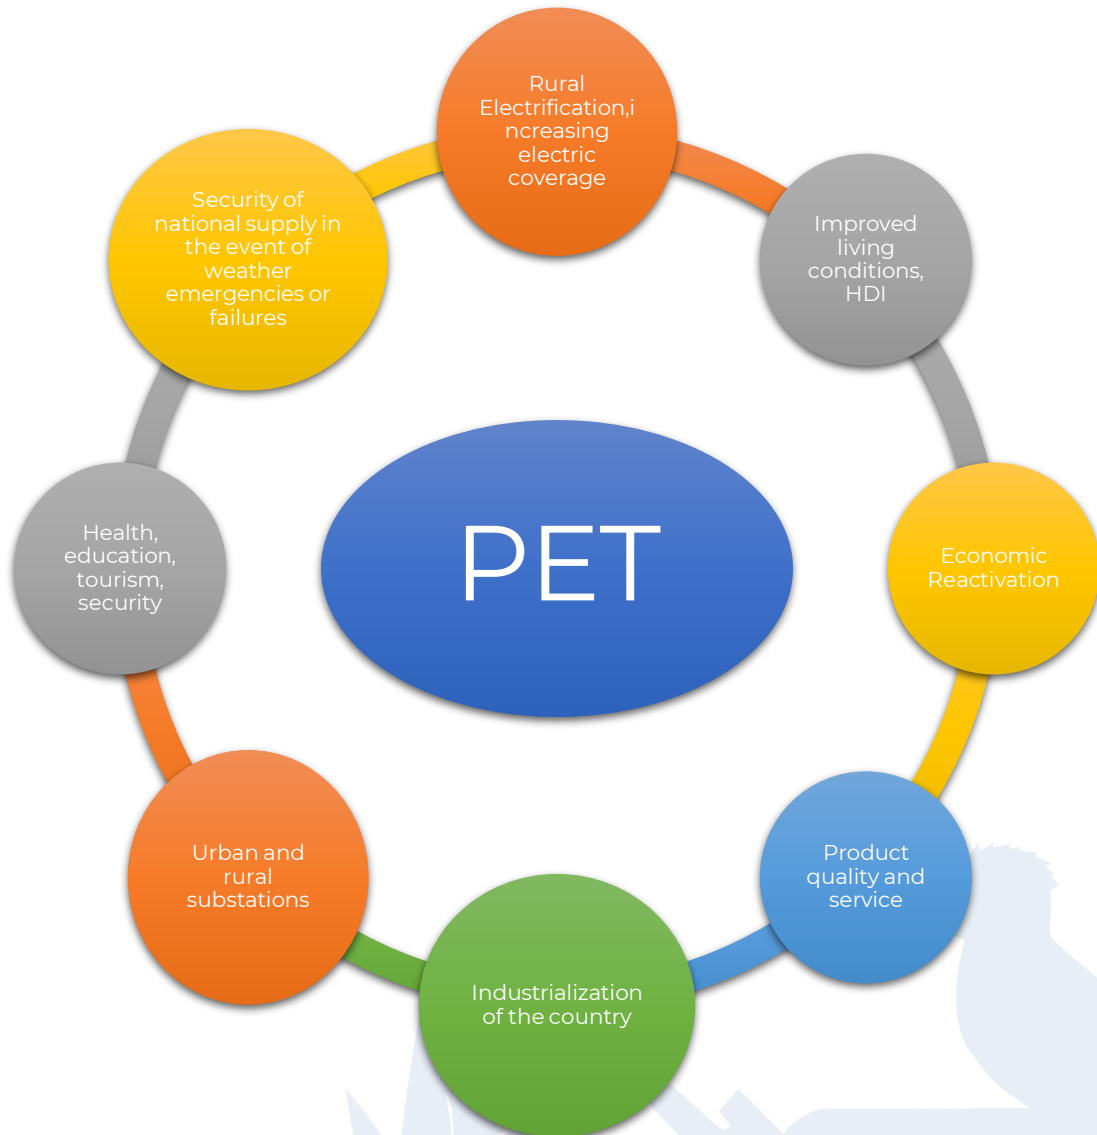 Rural
Electrification,i
ncreasing
electric
coverage
Improved
living
conditions,
HDI
Economic
Reactivation
Product
quality and
service
Industrialization
of the country
Urban and
rural
substations
Health,
education,
tourism,
security
Security of
national supply in
the event of
weather
emergencies or
failures
PET